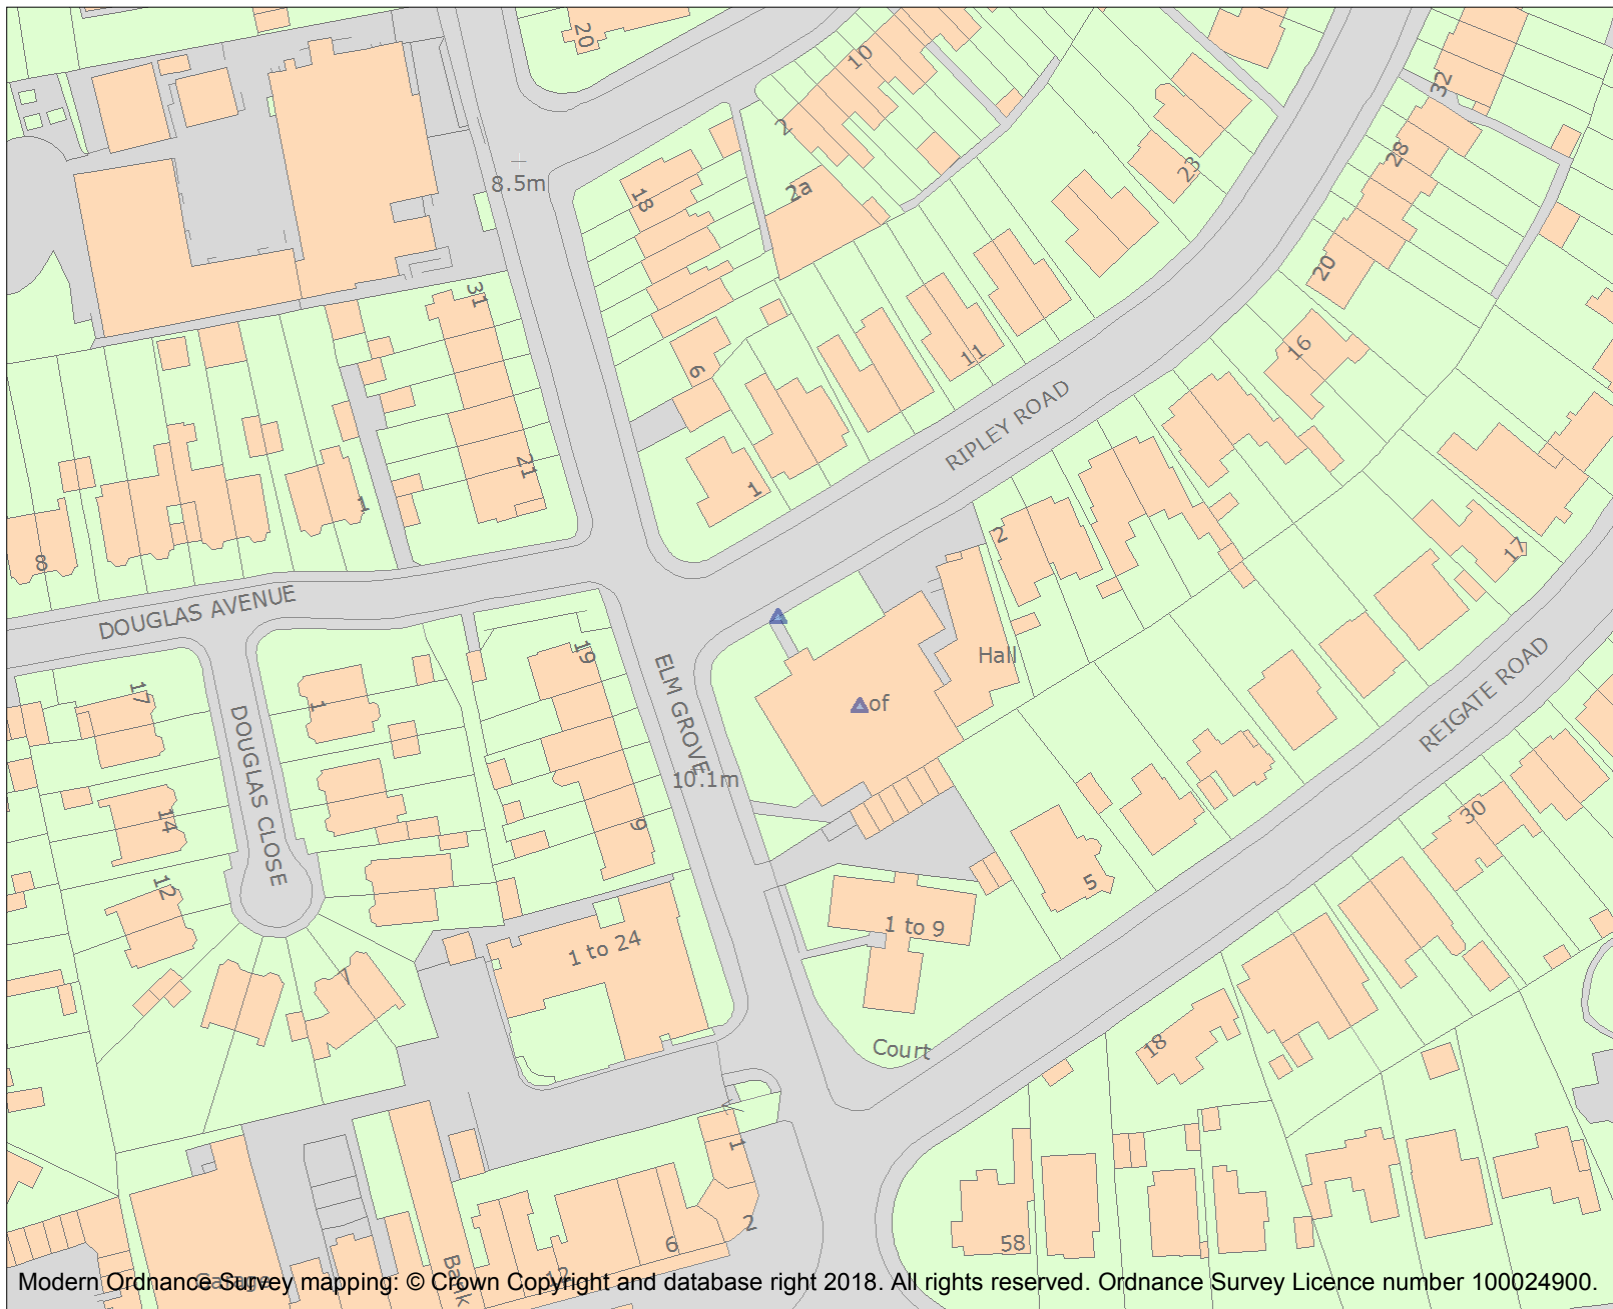 20
10
32
2
28
23
8.5m
2a
18
20
31
16
11
6
RIPLEY ROAD
21
1
1
2
17
8
DOUGLAS AVENUE
19
Hall
ELM GROVE
REIGATE ROAD
17
1
of
DOUGLAS CLOSE
10.1m
14
9
30
12
5
1 to 9
1 to 24
7
Court
18
1
2
6
58
Bank
12
Garage
Modern Ordnance Survey mapping: © Crown Copyright and database right 2018. All rights reserved. Ordnance Survey Licence number 100024900.